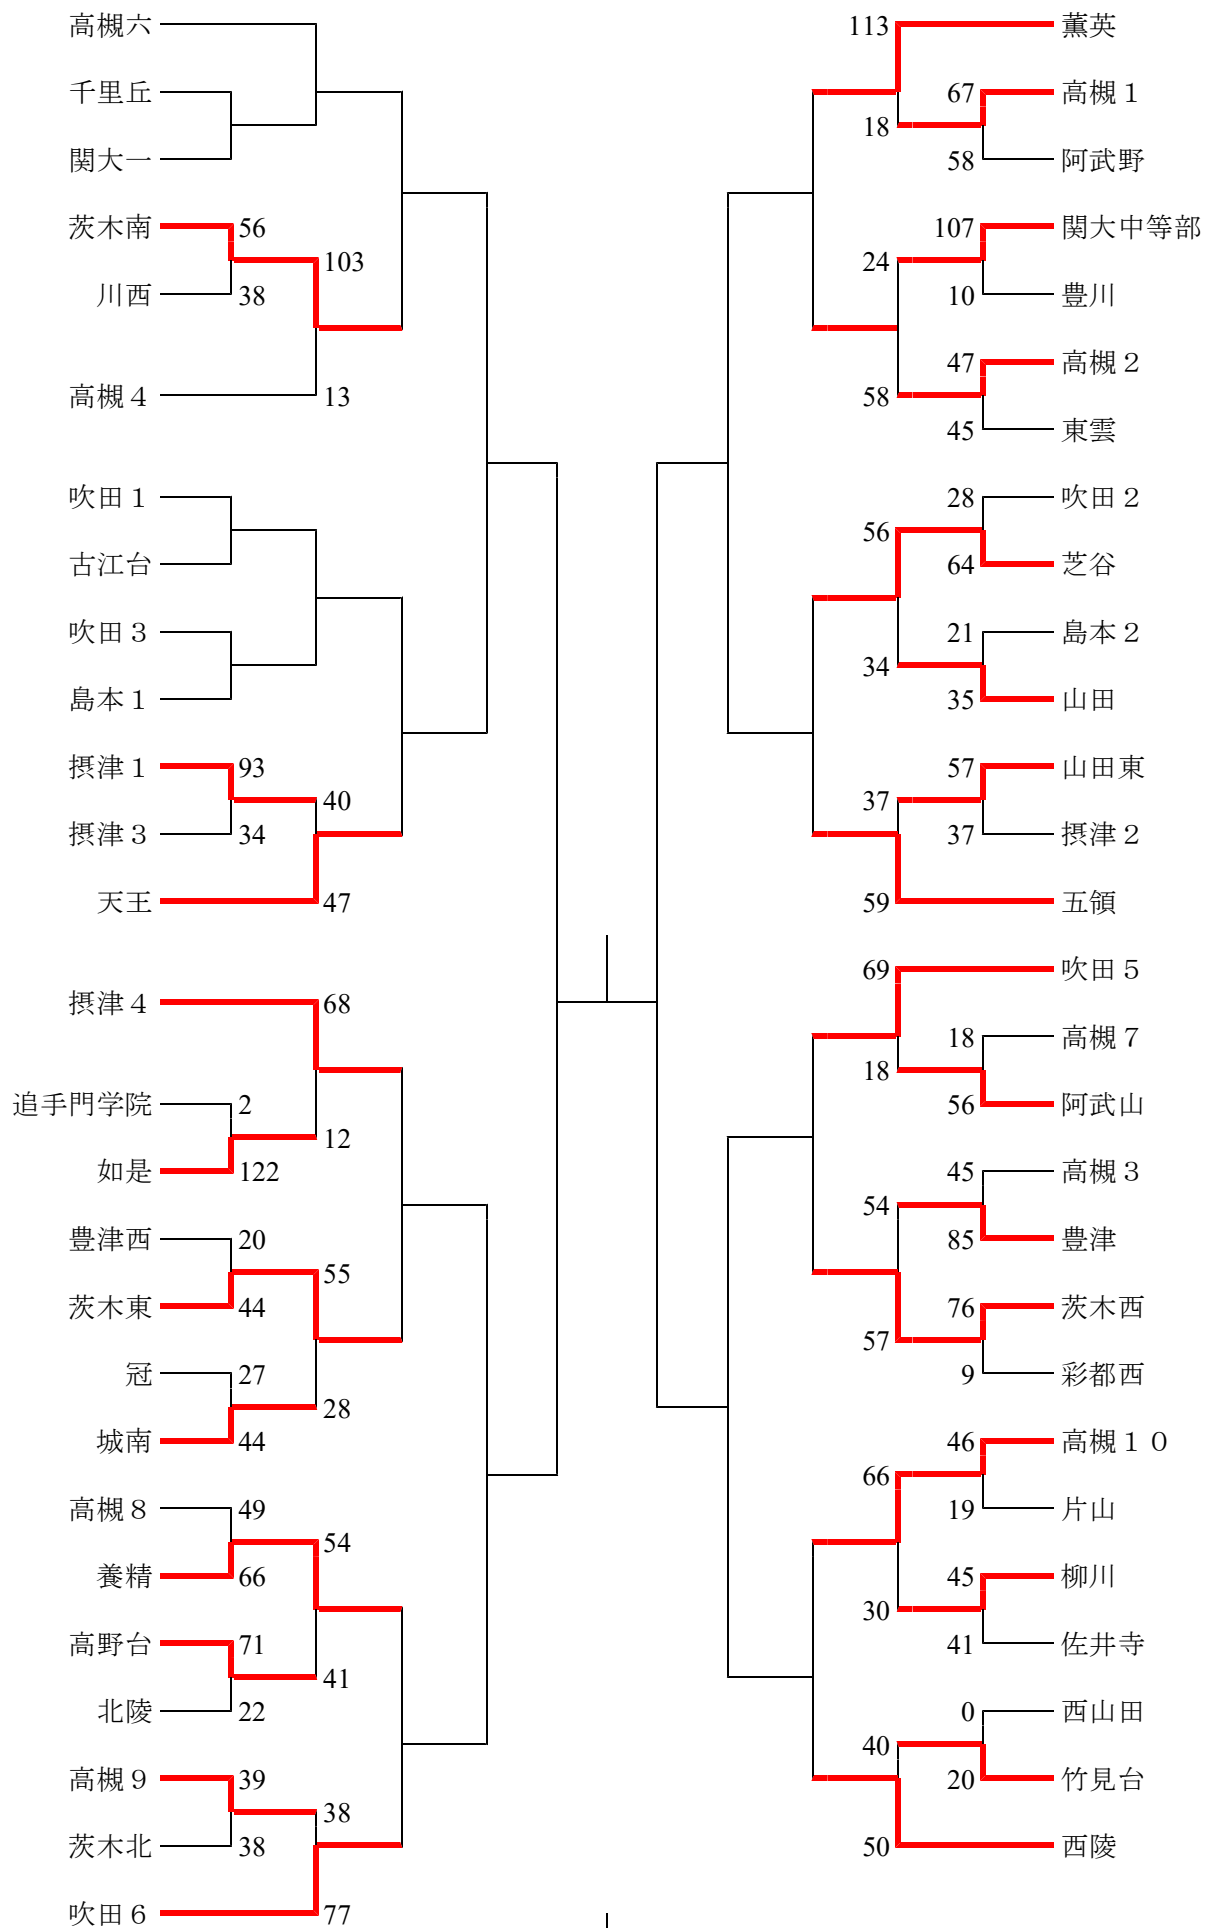 高槻六
千里丘
関大一
茨木南 56
103
川西 38
高槻４ 13
吹田１
古江台
吹田３
島本１
摂津１ 93
40
摂津３ 34
天王 47
摂津４ 68
追手門学院 2
12
如是 122
豊津西 20
55
茨木東 44
冠 27
28
城南 44
高槻８ 49
54
養精 66
高野台 71
41
北陵 22
高槻９ 39
38
茨木北 38
吹田６ 77
113 薫英
67 高槻１
18
58 阿武野
107 関大中等部
24
10 豊川
47 高槻２
58
45 東雲
28 吹田２
56
64 芝谷
21 島本２
34
35 山田
57 山田東
37
37 摂津２
59 五領
69 吹田５
18 高槻７
18
56 阿武山
45 高槻３
54
85 豊津
76 茨木西
57
9 彩都西
46 高槻１０
66
19 片山
45 柳川
30
41 佐井寺
0 西山田
40
20 竹見台
50 西陵